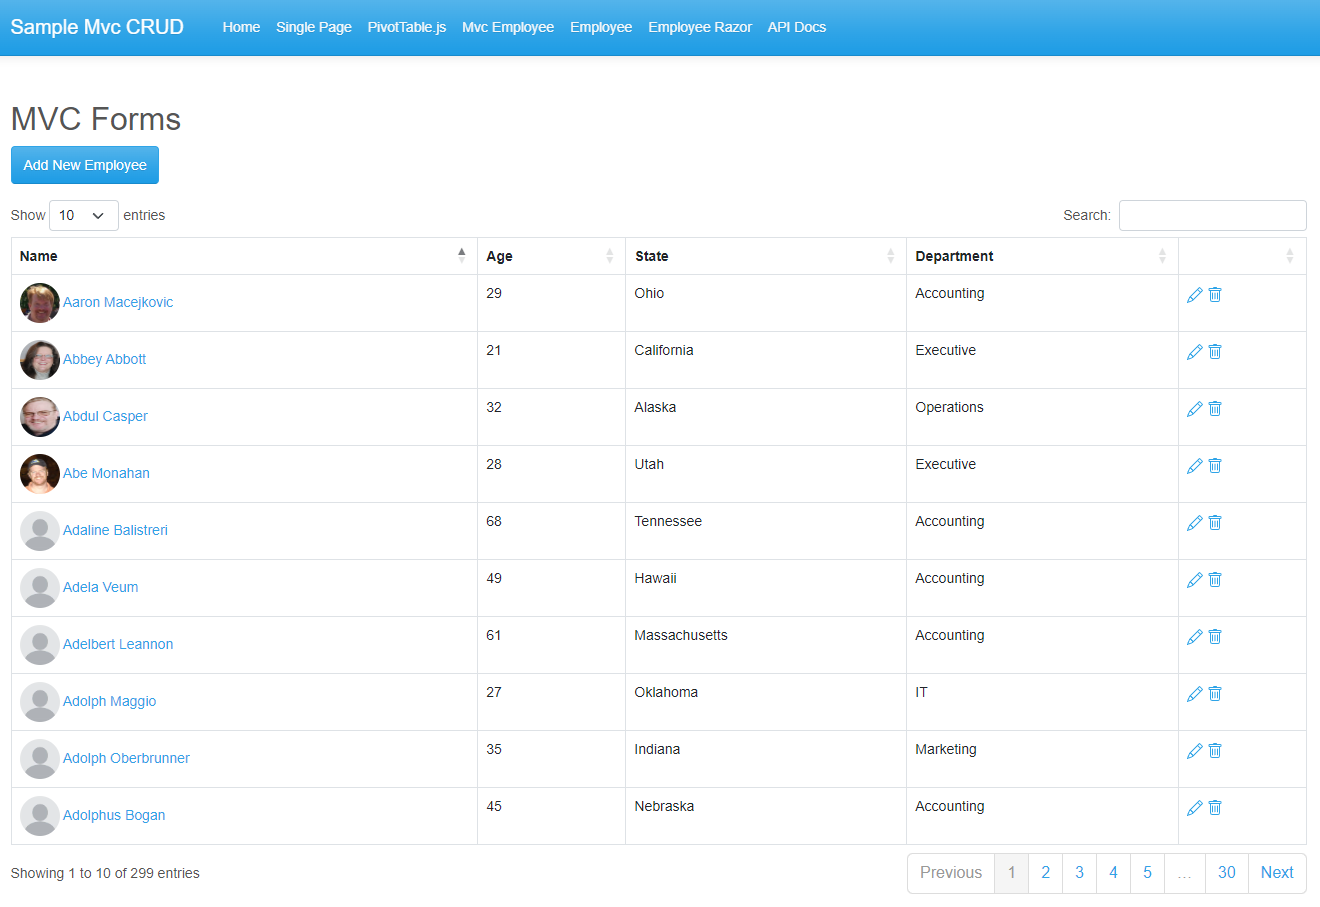 Sample Mvc CRUD Home Single Page PivotTable.js Mvc Employee Employee Employee Razor API Docs
MVC Forms
Add New Employee
Show 10 entries Search:
Name Age State Department
Aaron Macejkovic 29 Ohio Accounting
Abbey Abbott 21 California Executive
Abdul Casper 32 Alaska Operations
Abe Monahan 28 Utah Executive
Adaline Balistreri 68 Tennessee Accounting
Adela Veum 49 Hawaii Accounting
Adelbert Leannon 61 Massachusetts Accounting
Adolph Maggio 27 Oklahoma IT
Adolph Oberbrunner 35 Indiana Marketing
Adolphus Bogan 45 Nebraska Accounting
Showing 1 to 10 of 299 entries Previous 1 2 3 4 5 … 30 Next